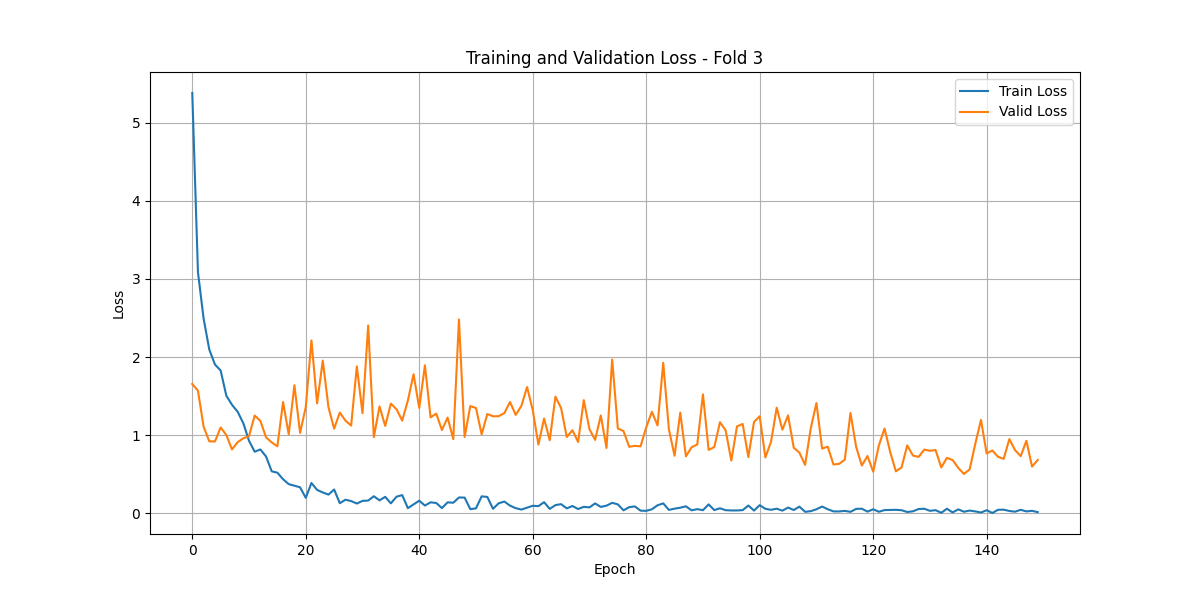 Training and Validation Loss - Fold 3
Train Loss
Valid Loss
5
4
3
2
1
0
Loss
0 20 40 60 80 100 120 140
Epoch